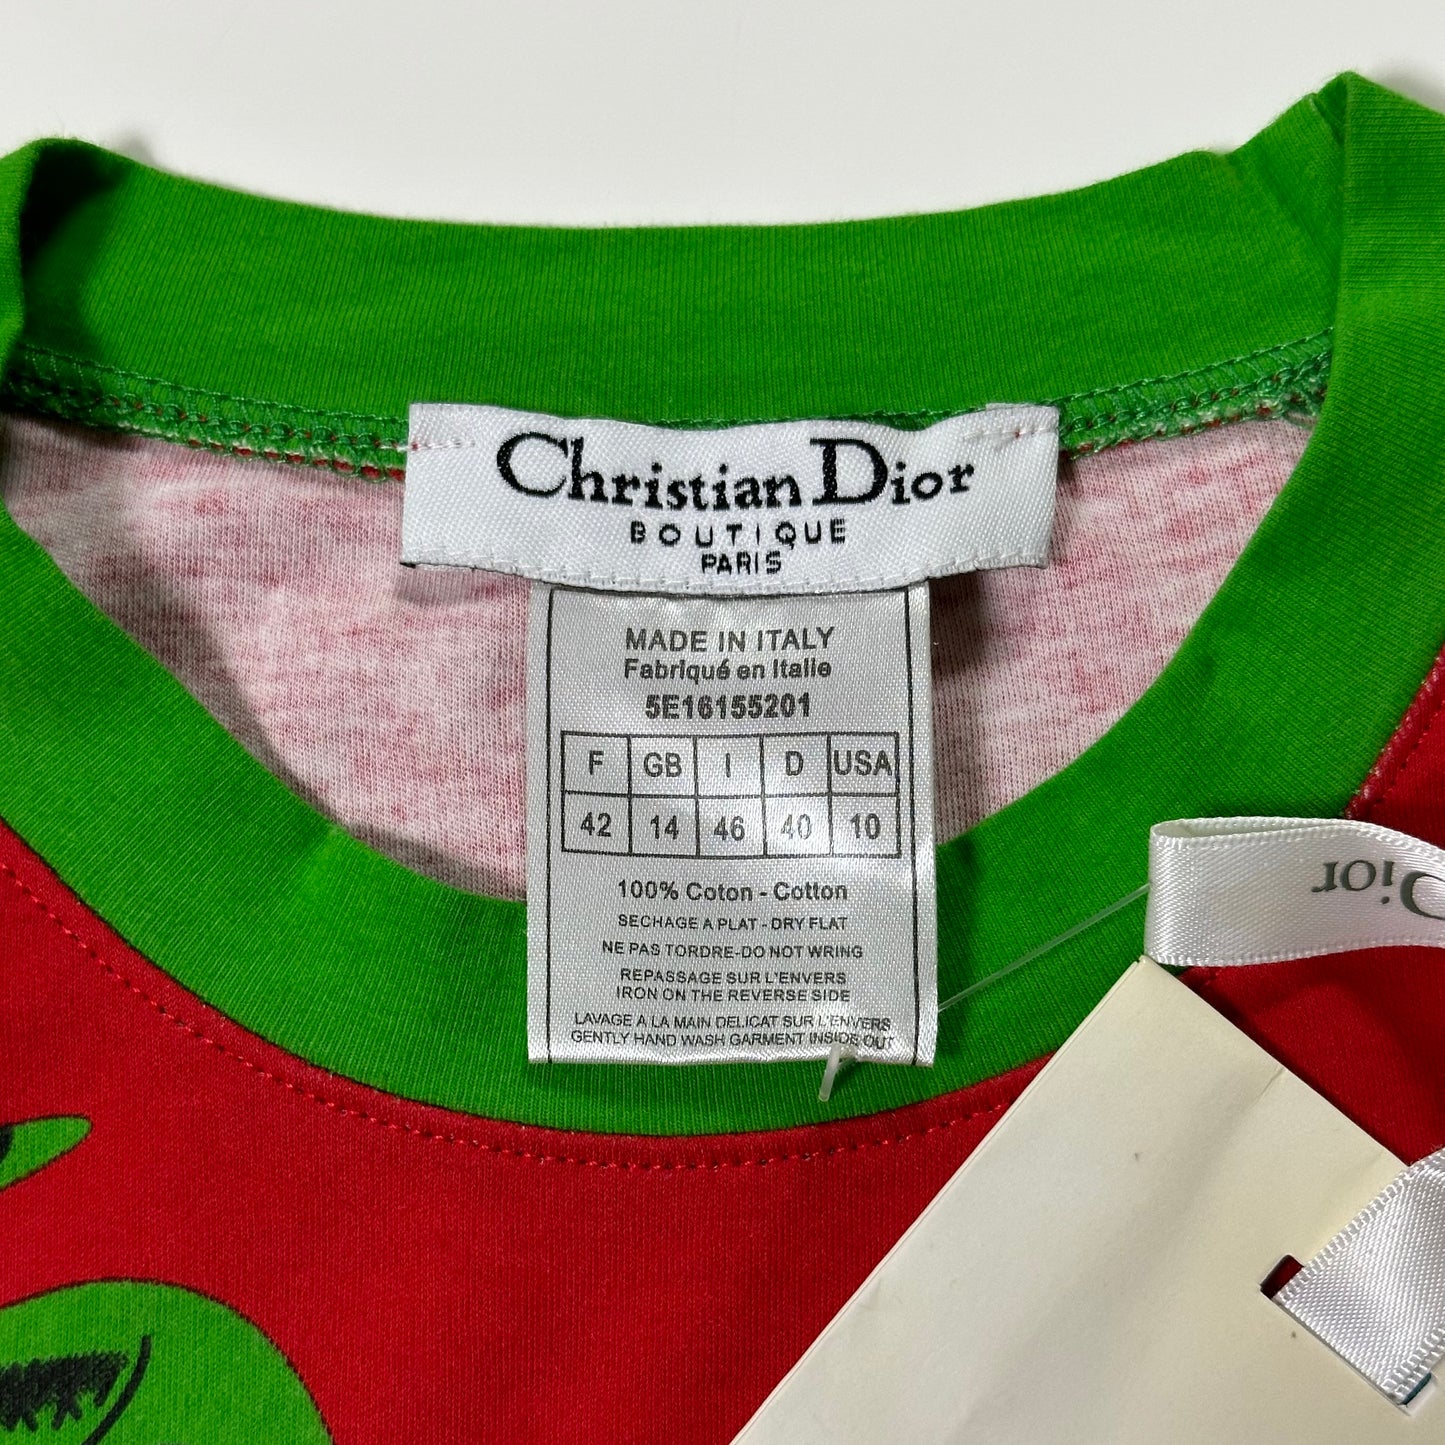 Christian Dior
BOUTIQUE
PARIS
MADE IN ITALY
Fabriqué en Italie
5E16155201
F GB I D USA
42 14 46 40 10
100% Coton - Cotton
SECHAGE A PLAT - DRY FLAT
NE PAS TORDRE-DO NOT WRING
REPASSAGE SUR L'ENVERS
IRON ON THE REVERSE SIDE
LAVAGE A LA MAIN DELICAT SUR L'ENVERS
GENTLY HAND WASH GARMENT INSIDE OUT
Dior